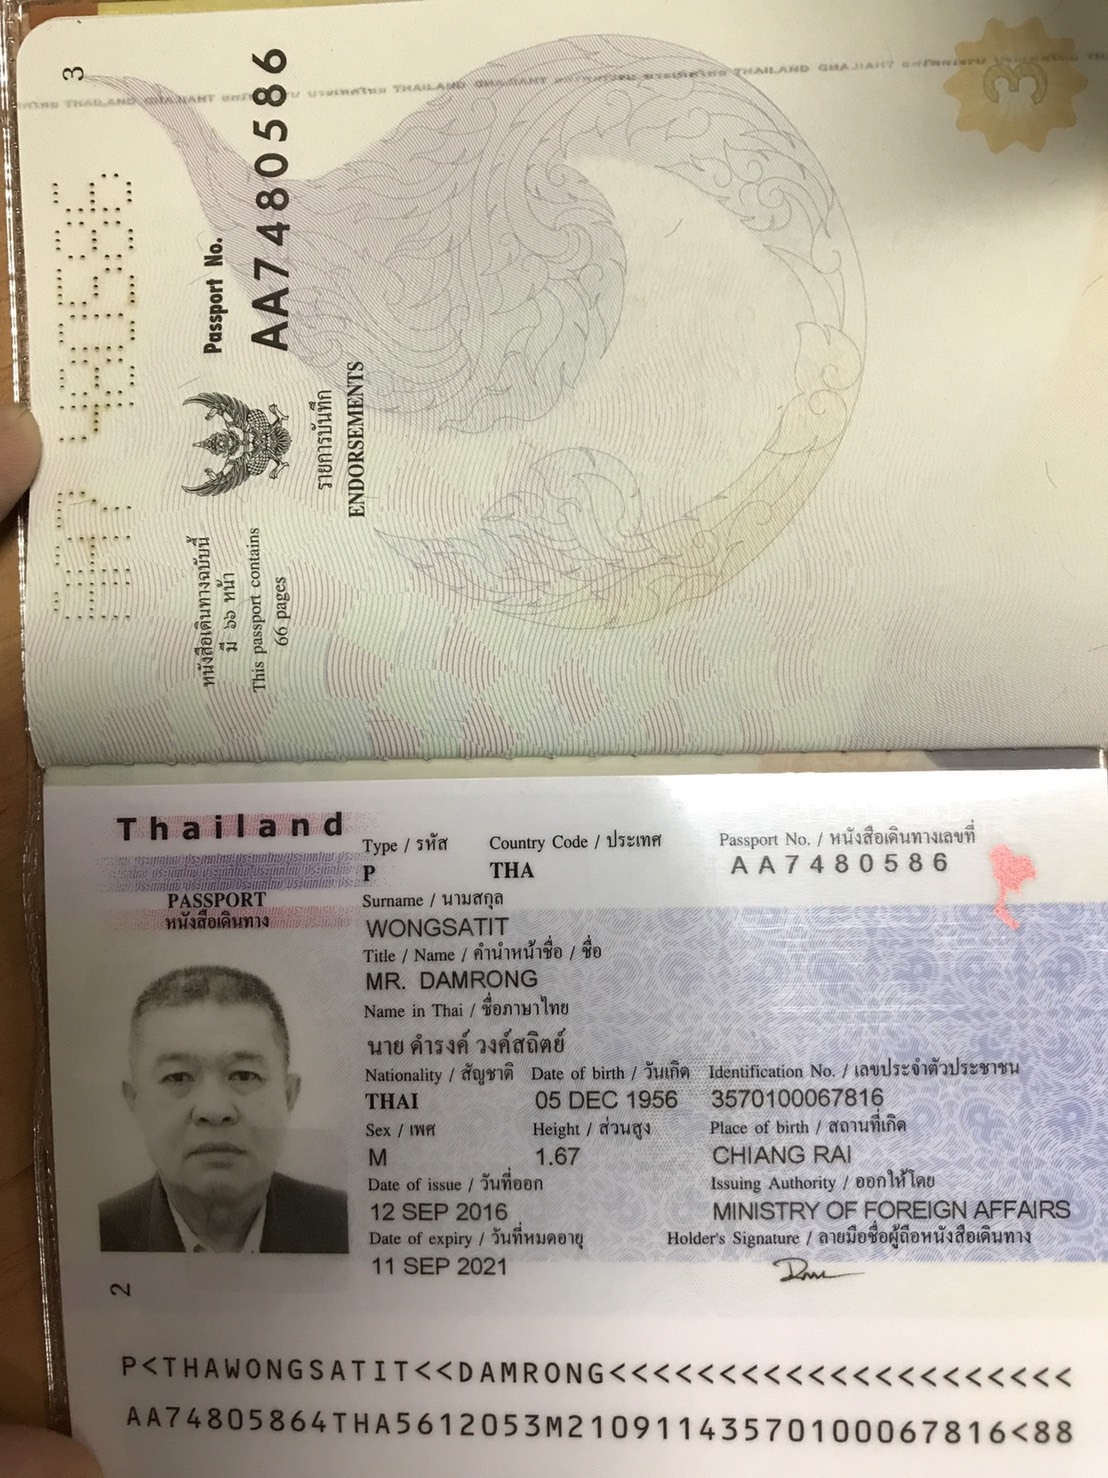 3
Passport No.
AA7480586
หนังสือเดินทางฉบับนี้
มี ๖๖ หน้า
This passport contains
66 pages
รายการบันทึก
ENDORSEMENTS
Thailand
PASSPORT
หนังสือเดินทาง
Type / รหัส Country Code / ประเทศ Passport No. / หนังสือเดินทางเลขที่
P THA AA7480586
Surname / นามสกุล
WONGSATIT
Title / Name / คำนำหน้าชื่อ / ชื่อ
MR. DAMRONG
Name in Thai / ชื่อภาษาไทย
นาย ดำรงค์ วงค์สถิตย์
Nationality / สัญชาติ Date of birth / วันเกิด Identification No. / เลขประจำตัวประชาชน
THAI 05 DEC 1956 3570100067816
Sex / เพศ Height / ส่วนสูง Place of birth / สถานที่เกิด
M 1.67 CHIANG RAI
Date of issue / วันที่ออก Issuing Authority / ออกให้โดย
12 SEP 2016 MINISTRY OF FOREIGN AFFAIRS
Date of expiry / วันที่หมดอายุ Holder's Signature / ลายมือชื่อผู้ถือหนังสือเดินทาง
11 SEP 2021
2
P<THAWONGSATIT<<DAMRONG<<<<<<<<<<<<<<<<<<<<<
AA74805864THA5612053M21091143570100067816<88